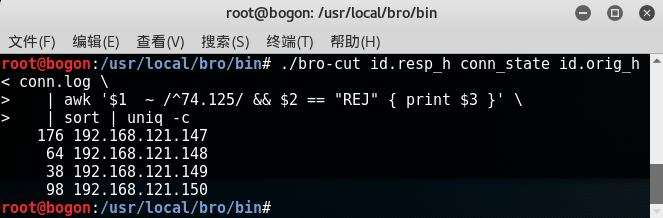 root@bogon: /usr/local/bro/bin
文件(F) 编辑(E) 查看(V) 搜索(S) 终端(T) 帮助(H)
root@bogon:/usr/local/bro/bin# ./bro-cut id.resp_h conn_state id.orig_h
< conn.log \
>    | awk '$1  ~ /^74.125/ && $2 == "REJ" { print $3 }' \
>    | sort | uniq -c
    176 192.168.121.147
     64 192.168.121.148
     38 192.168.121.149
     98 192.168.121.150
root@bogon:/usr/local/bro/bin#